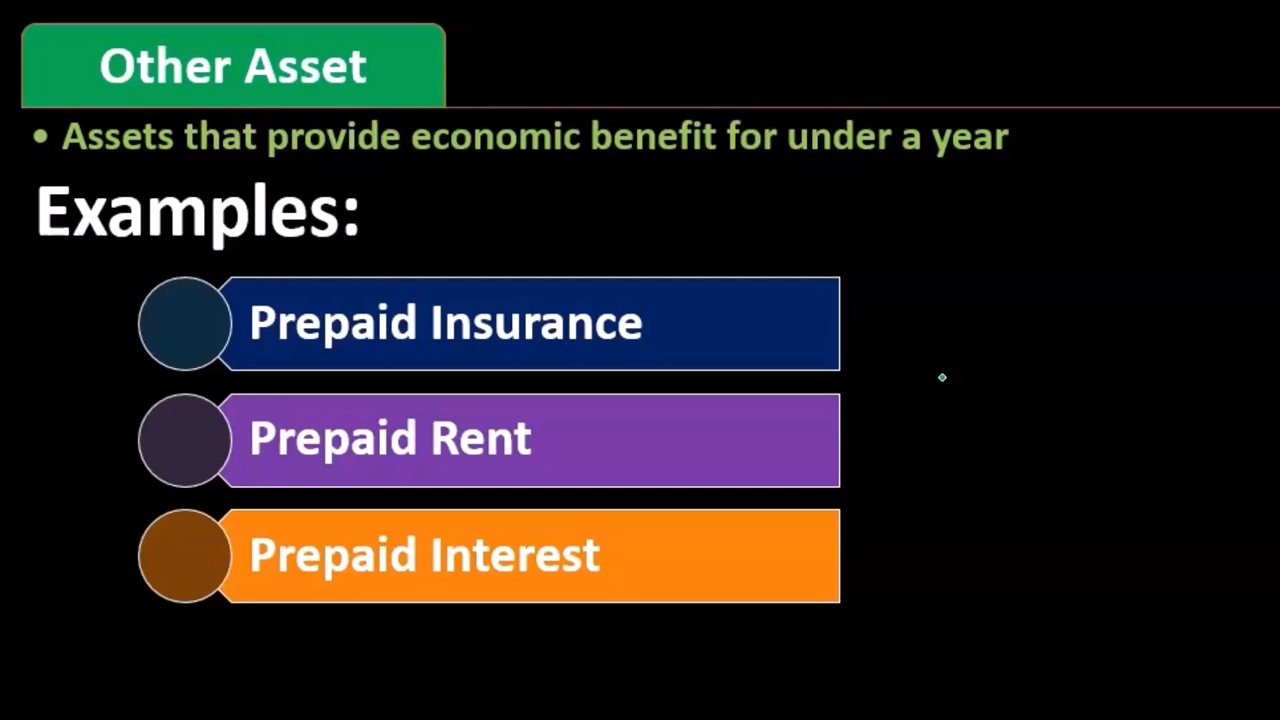 Other Asset
• Assets that provide economic benefit for under a year
Examples:
Prepaid Insurance
Prepaid Rent
Prepaid Interest